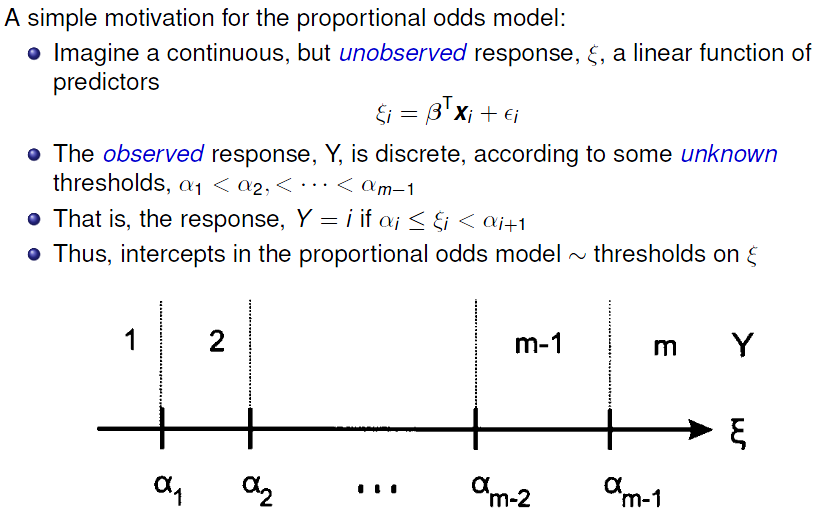 A simple motivation for the proportional odds model:
Imagine a continuous, but unobserved response, ξ, a linear function of
predictors
ξᵢ = βᵀxᵢ + ϵᵢ
The observed response, Y, is discrete, according to some unknown
thresholds, α₁ < α₂, < ⋯ < αₘ₋₁
That is, the response, Y = i if αᵢ ≤ ξᵢ < αᵢ₊₁
Thus, intercepts in the proportional odds model ∼ thresholds on ξ
1 2 m-1 m Y
ξ
α₁ α₂ ... αₘ₋₂ αₘ₋₁